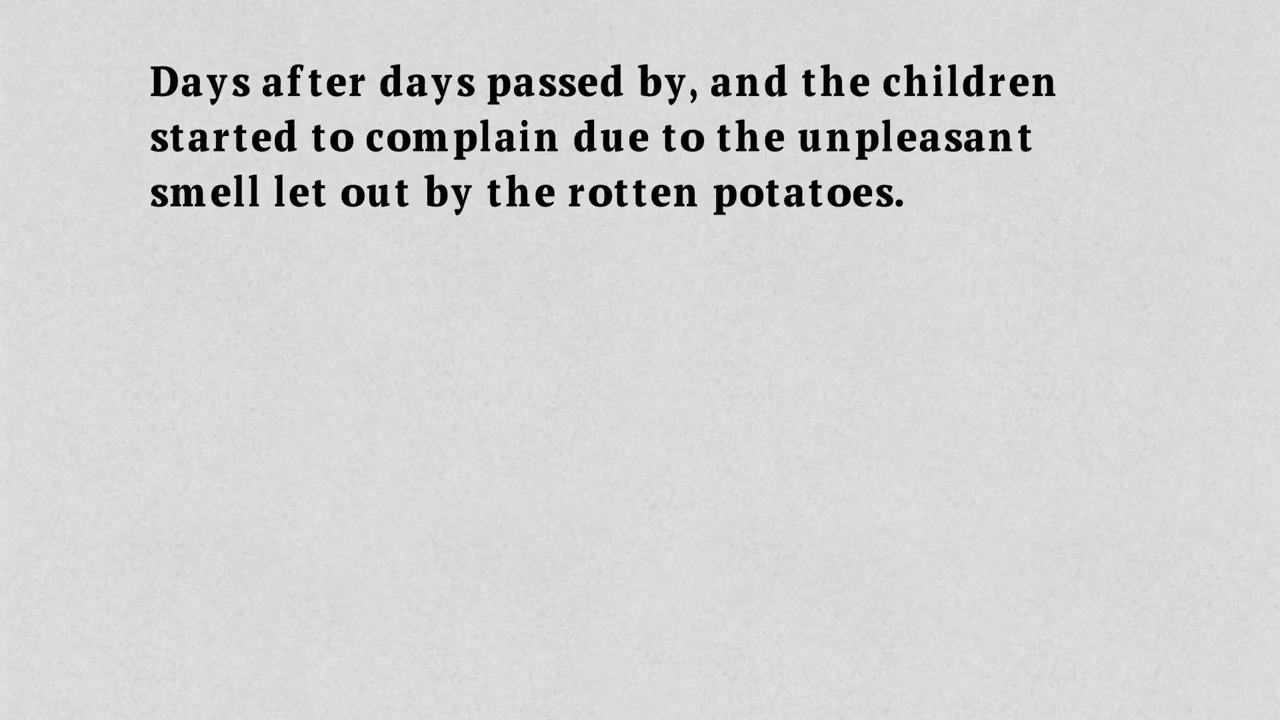 Days after days passed by, and the children
started to complain due to the unpleasant
smell let out by the rotten potatoes.